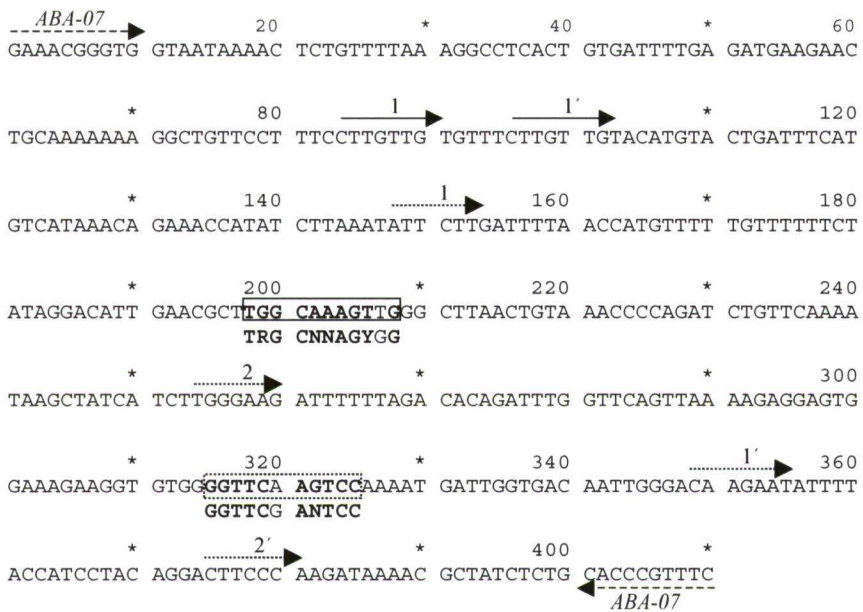 ABA-07
20 * 40 * 60
GAAACGGGTG GTAATAAAAC TCTGTTTTAA AGGCCTCACT GTGATTTTGA GATGAAGAAC
* 80 1 1´ * 120
TGCAAAAAAA GGCTGTTCCT TTCCTTGTTG TGTTTCTTGT TGTACATGTA CTGATTTCAT
* 140 1 160 * 180
GTCATAAACA GAAACCATAT CTTAAATATT CTTGATTTTA ACCATGTTTT TGTTTTTTCT
* 200 * 220 * 240
ATAGGACATT GAACGCTTTGG CAAAGTTGGG CTTAACTGTA AACCCCAGAT CTGTTCAAAA
TRG CNNAGYGG
* 2 * * 300
TAAGCTATCA TCTTGGGAAG ATTTTTTAGA CACAGATTTG GTTCAGTTAA AAGAGGAGTG
* 320 * 340 1´ 360
GAAAGAAGGT GTGGGGTTCA AGTCCAAAAT GATTGGTGAC AATTGGGACA AGAATATTTT
GGTTCG ANTCC
* 2´ * 400 *
ACCATCCTAC AGGACTTCCC AAGATAAAAC GCTATCTCTG CACCCGTTTC
ABA-07